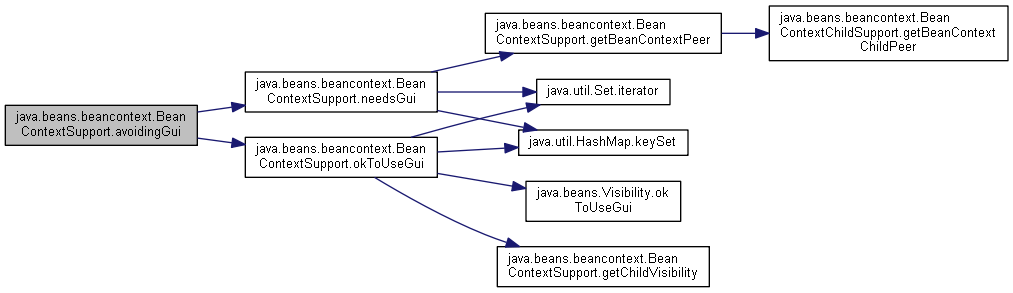 java.beans.beancontext.Bean
ContextSupport.getBeanContextPeer
java.beans.beancontext.Bean
ContextChildSupport.getBeanContext
ChildPeer
java.beans.beancontext.Bean
ContextSupport.needsGui
java.util.Set.iterator
java.beans.beancontext.Bean
ContextSupport.avoidingGui
java.beans.beancontext.Bean
ContextSupport.okToUseGui
java.util.HashMap.keySet
java.beans.Visibility.ok
ToUseGui
java.beans.beancontext.Bean
ContextSupport.getChildVisibility